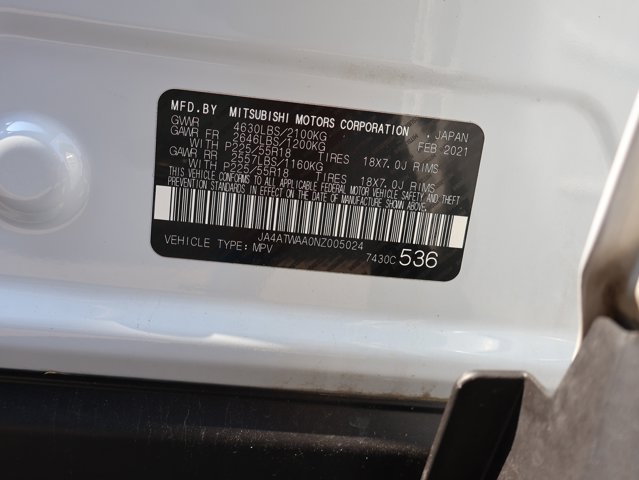 MFD.BY MITSUBISHI MOTORS CORPORATION , JAPAN
GVWR 4630LBS/2100KG FEB 2021
GAWR FR 2646LBS/1200KG
WITH P225/55R18 TIRES 18X7.0J RIMS
GAWR RR 2557LBS/1160KG
WITH P225/55R18 TIRES 18X7.0J RIMS
THIS VEHICLE CONFORMS TO ALL APPLICABLE FEDERAL MOTOR VEHICLE SAFETY, BUMPER AND THEFT
PREVENTION STANDARDS IN EFFECT ON THE DATE OF MANUFACTURE SHOWN ABOVE.
JA4ATWAA0NZ005024
VEHICLE TYPE: MPV 7430C 536